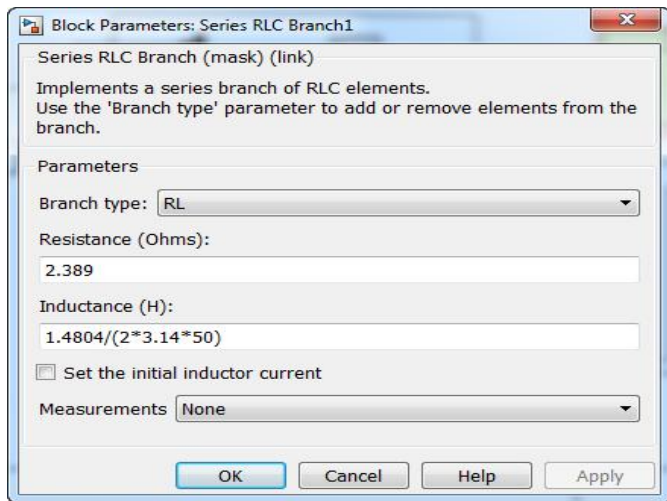 Block Parameters: Series RLC Branch1
Series RLC Branch (mask) (link)
Implements a series branch of RLC elements.
Use the 'Branch type' parameter to add or remove elements from the
branch.
Parameters
Branch type: RL
Resistance (Ohms):
2.389
Inductance (H):
1.4804/(2*3.14*50)
Set the initial inductor current
Measurements None
OK Cancel Help Apply